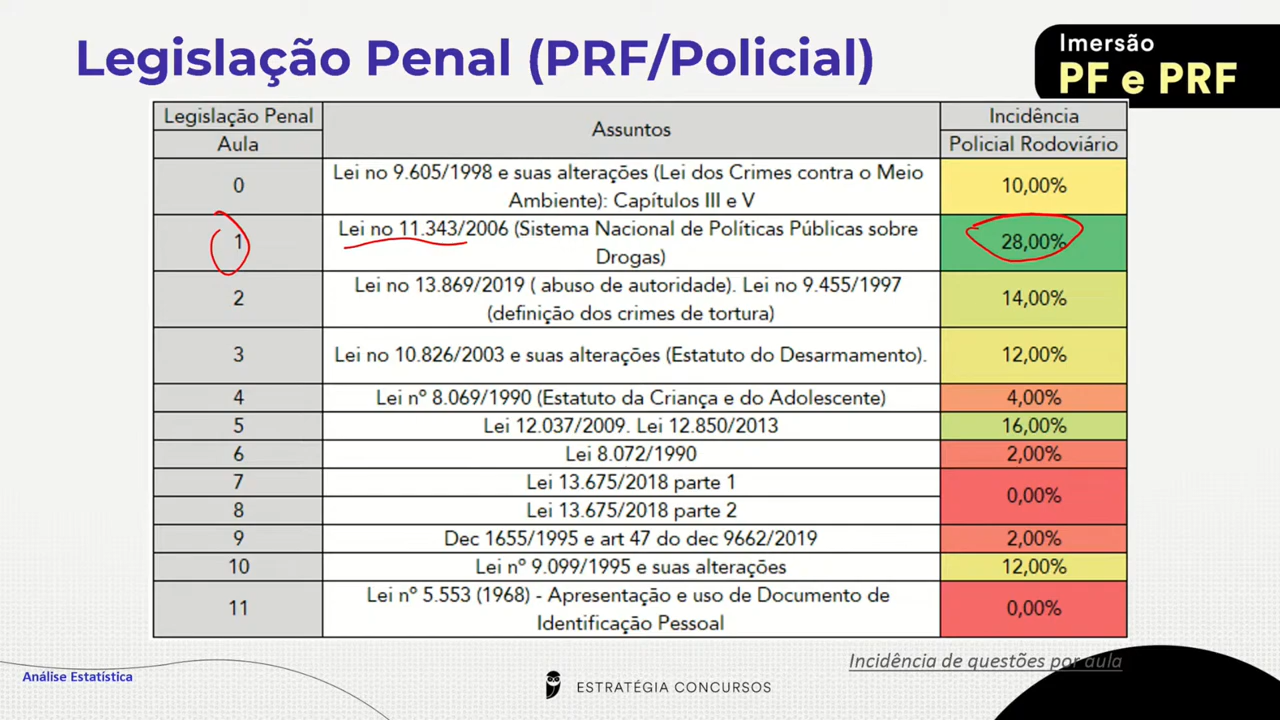 Legislação Penal (PRF/Policial)
Imersão
PF e PRF
Legislação Penal
Aula
Assuntos
Incidência
Policial Rodoviário
0
Lei no 9.605/1998 e suas alterações (Lei dos Crimes contra o Meio
Ambiente): Capítulos III e V
10,00%
1
Lei no 11.343/2006 (Sistema Nacional de Políticas Públicas sobre
Drogas)
28,00%
2
Lei no 13.869/2019 ( abuso de autoridade). Lei no 9.455/1997
(definição dos crimes de tortura)
14,00%
3
Lei no 10.826/2003 e suas alterações (Estatuto do Desarmamento).
12,00%
4
Lei nº 8.069/1990 (Estatuto da Criança e do Adolescente)
4,00%
5
Lei 12.037/2009. Lei 12.850/2013
16,00%
6
Lei 8.072/1990
2,00%
7
Lei 13.675/2018 parte 1
0,00%
8
Lei 13.675/2018 parte 2
9
Dec 1655/1995 e art 47 do dec 9662/2019
2,00%
10
Lei nº 9.099/1995 e suas alterações
12,00%
11
Lei nº 5.553 (1968) - Apresentação e uso de Documento de
Identificação Pessoal
0,00%
Incidência de questões por aula
Análise Estatística
ESTRATÉGIA CONCURSOS